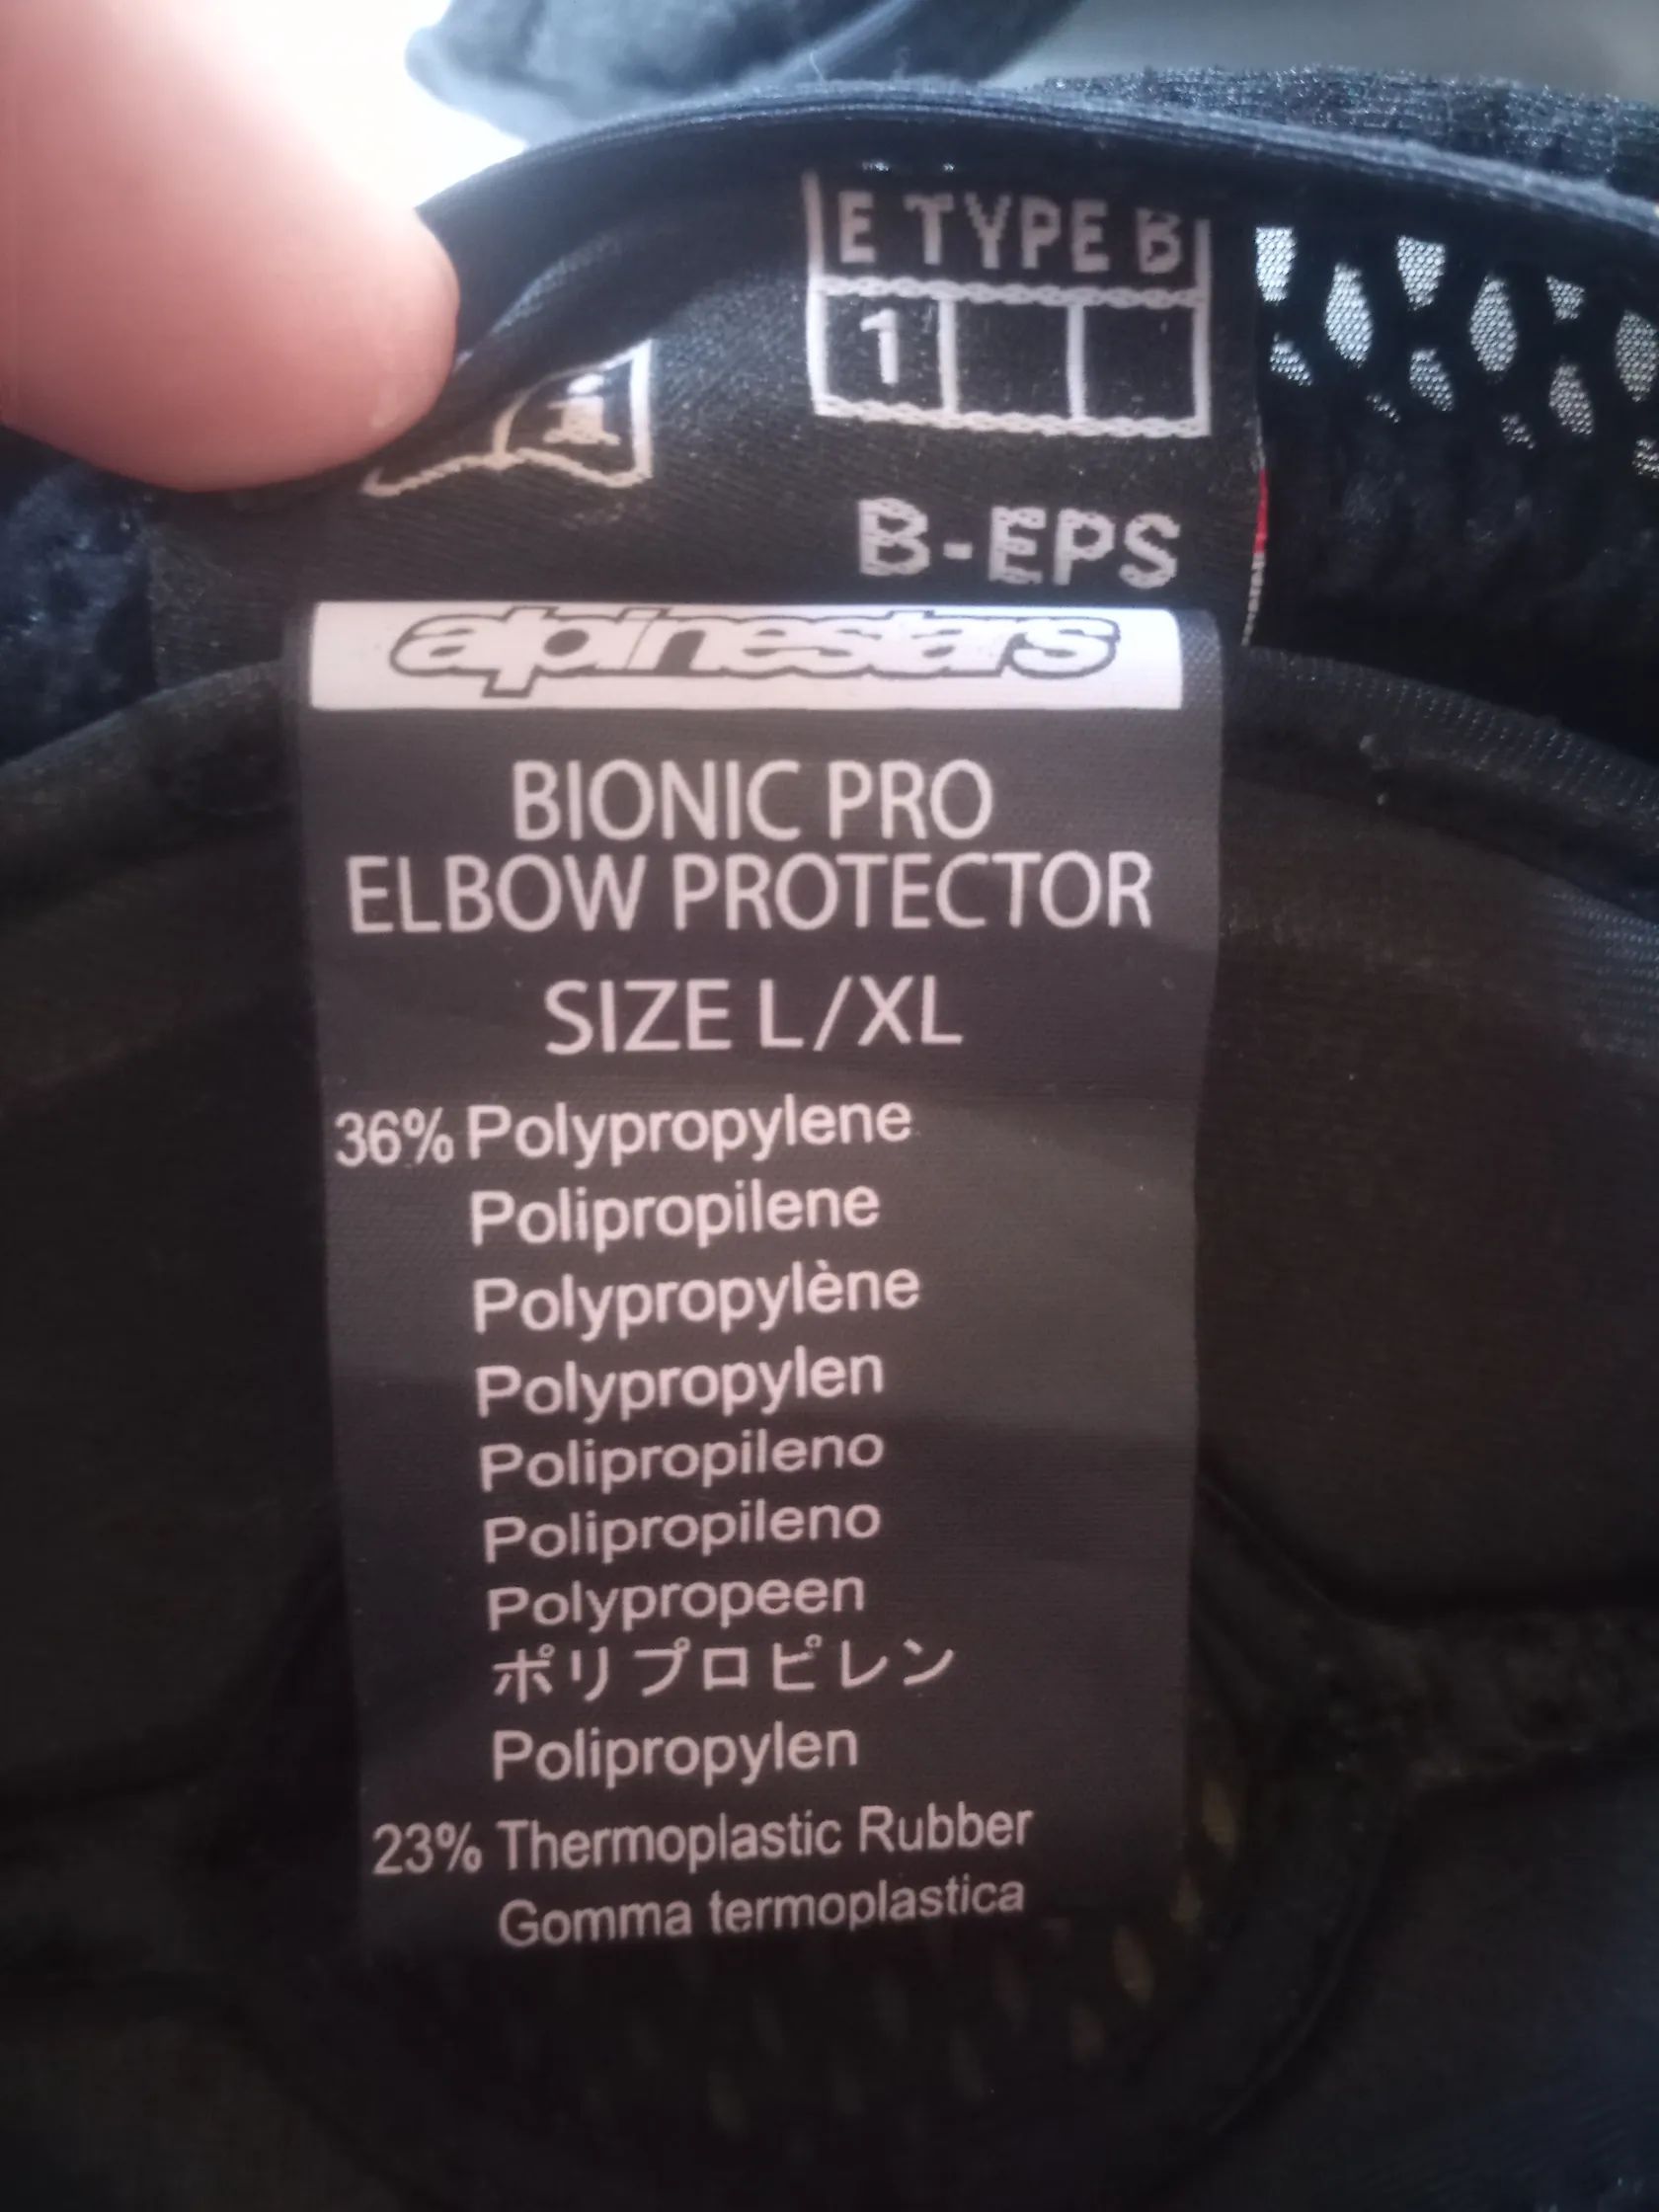 E TYPE B
1
i
B-EPS
alpinestars
BIONIC PRO
ELBOW PROTECTOR
SIZE L/XL
36% Polypropylene
Polipropilene
Polypropylène
Polypropylen
Polipropileno
Polipropileno
Polypropeen
ポリプロピレン
Polipropylen
23% Thermoplastic Rubber
Gomma termoplastica